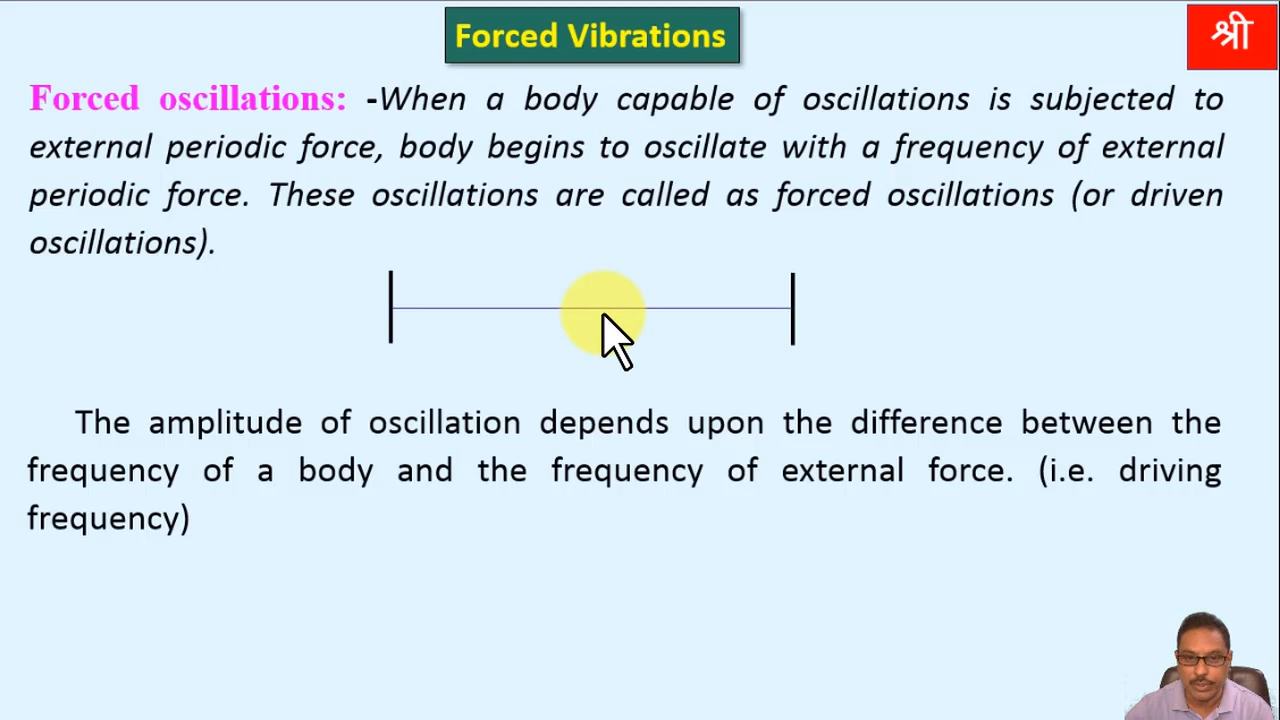 Forced Vibrations
श्री
Forced oscillations: -When a body capable of oscillations is subjected to
external periodic force, body begins to oscillate with a frequency of external
periodic force. These oscillations are called as forced oscillations (or driven
oscillations).
The amplitude of oscillation depends upon the difference between the
frequency of a body and the frequency of external force. (i.e. driving
frequency)